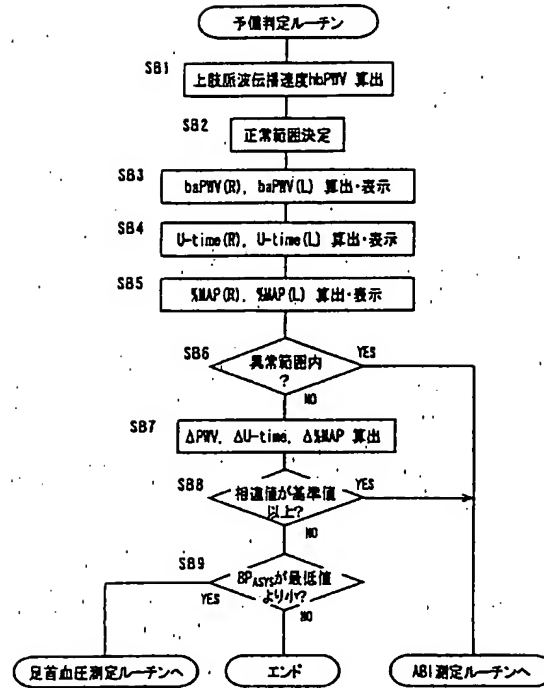 予備判定ルーチン
SB1
上肢脈波伝播速度hbPWV 算出
SB2
正常範囲決定
SB3
baPWV(R), baPWV(L) 算出・表示
SB4
U-time(R), U-time(L) 算出・表示
SB5
%MAP(R), %MAP(L) 算出・表示
SB6
異常範囲内
?
YES
NO
SB7
ΔPWV, ΔU-time, Δ%MAP 算出
SB8
相違値が基準値
以上?
YES
NO
SB9
BPASYSが最低値
より小?
YES
NO
足首血圧測定ルーチンへ
エンド
ABI測定ルーチンへ